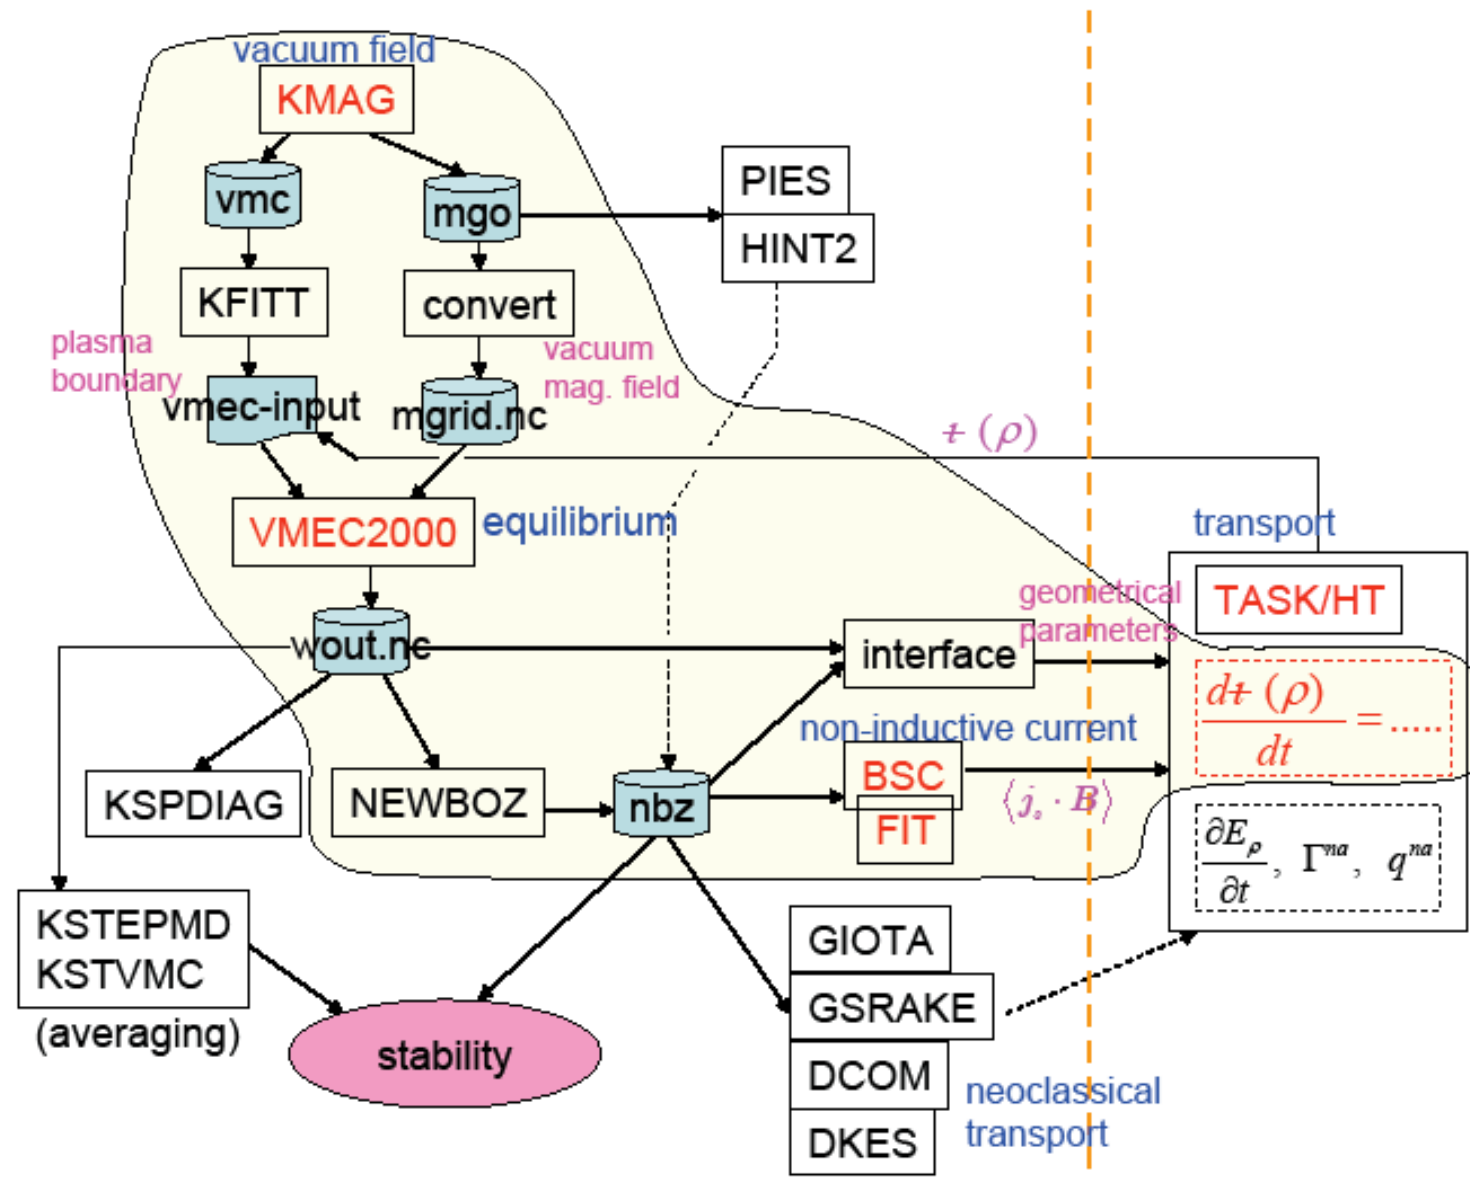 vacuum field
KMAG
vmc
mgo
PIES
HINT2
KFITT
convert
plasma
boundary
vacuum
mag. field
vmec-input
mgrid.nc
ɨ (ρ)
VMEC2000
equilibrium
transport
TASK/HT
geometrical
parameters
wout.nc
interface
dɨ (ρ)/dt = .....
non-inductive current
BSC
FIT
⟨jₛ · B⟩
KSPDIAG
NEWBOZ
nbz
∂E_ρ/∂t, Γ^na, q^na
KSTEPMD
KSTVMC
(averaging)
stability
GIOTA
GSRAKE
DCOM
DKES
neoclassical
transport